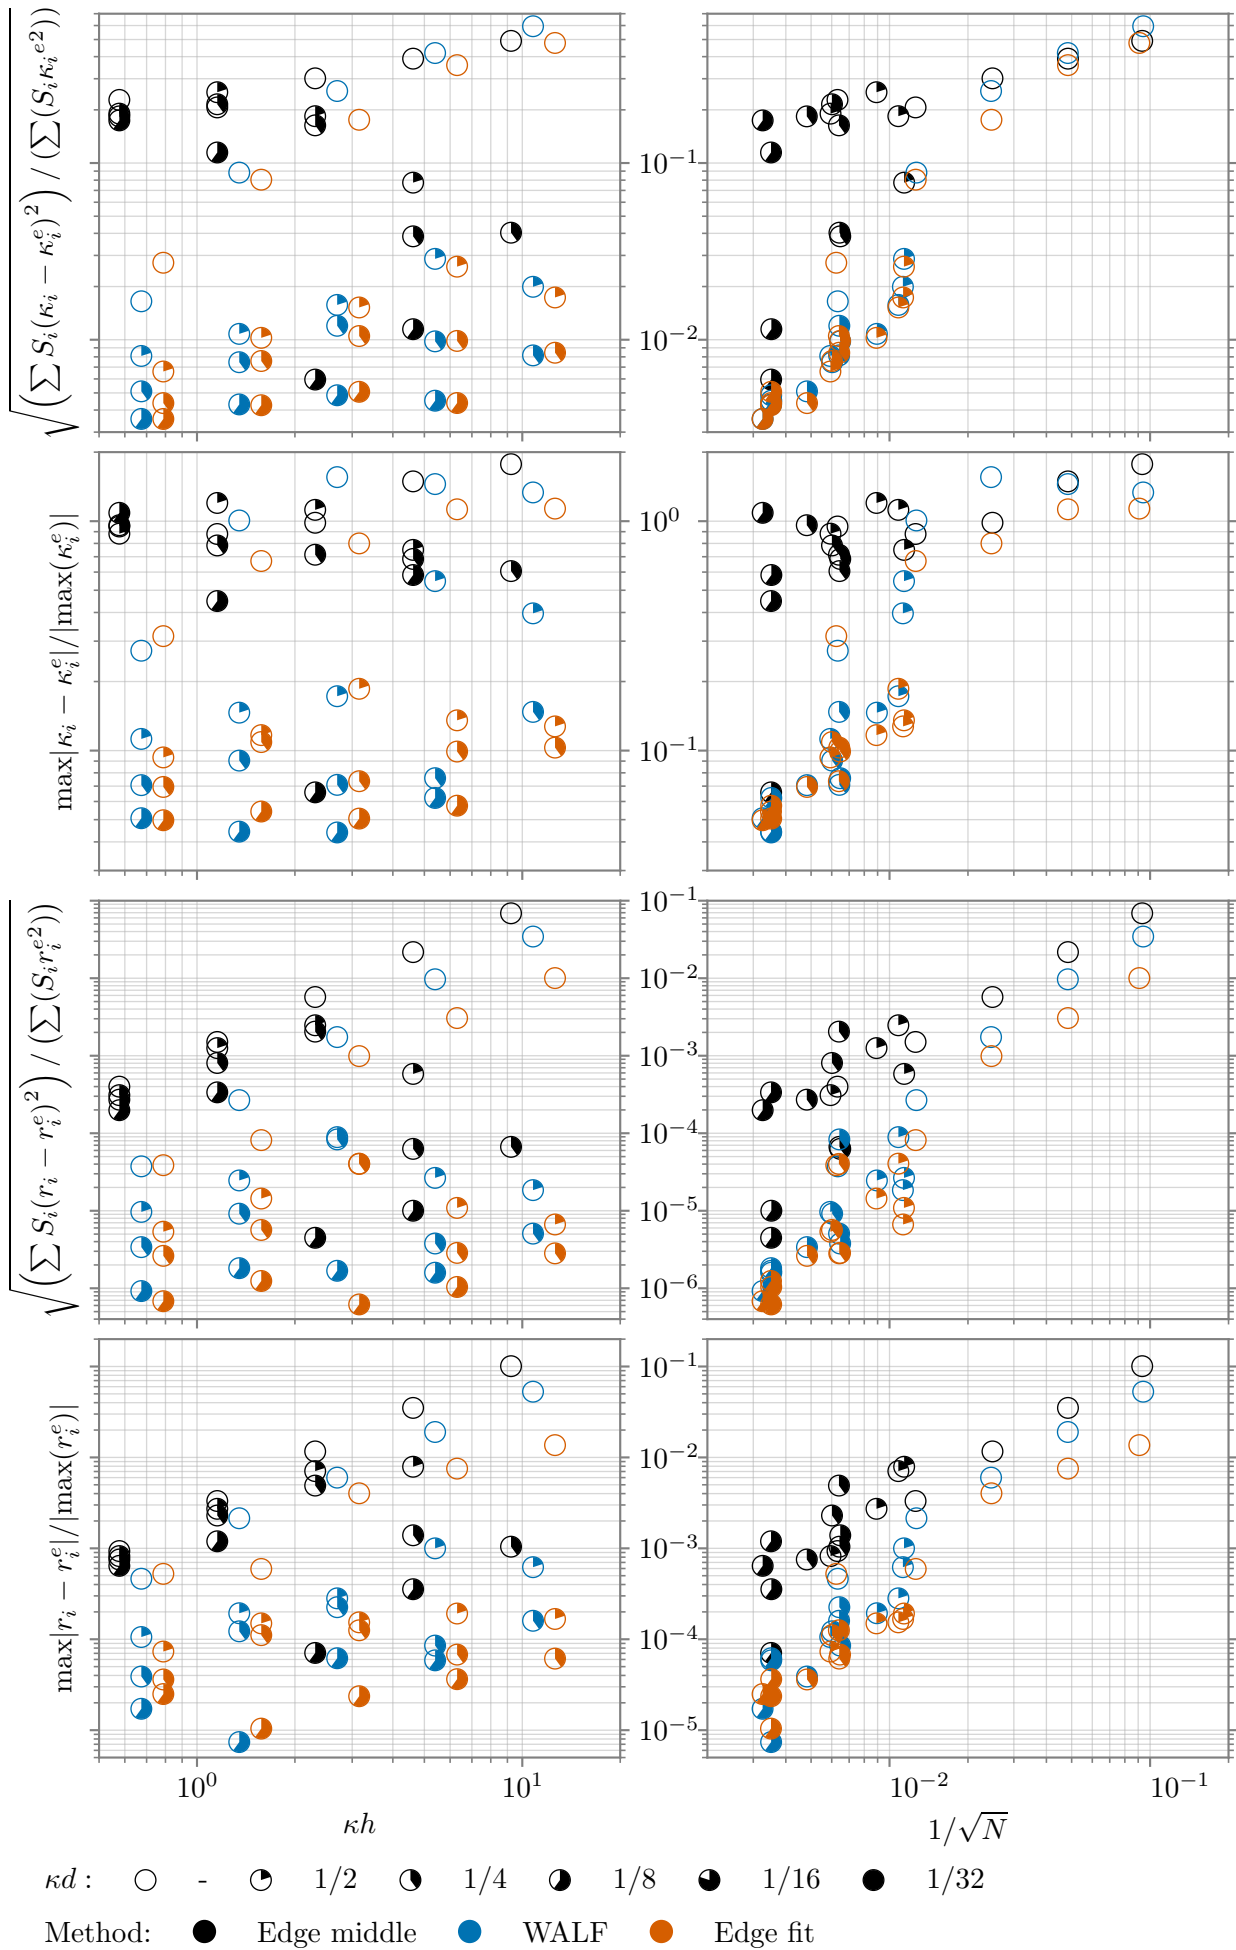 √((∑ S_i(κ_i − κ_i^e)^2) / (∑(S_iκ_i^e2)))
10^−1
10^−2
max|κ_i − κ_i^e|/|max(κ_i^e)|
10^0
10^−1
√((∑ S_i(r_i − r_i^e)^2) / (∑(S_ir_i^e2)))
10^−1
10^−2
10^−3
10^−4
10^−5
10^−6
max|r_i − r_i^e|/|max(r_i^e)|
10^−1
10^−2
10^−3
10^−4
10^−5
10^0 10^1 10^−2 10^−1
κh 1/√N
κd : - 1/2 1/4 1/8 1/16 1/32
Method: Edge middle WALF Edge fit